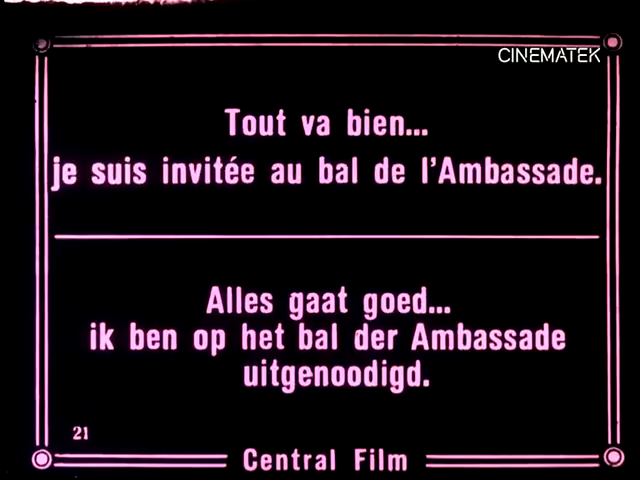 CINEMATEK
Tout va bien...
je suis invitée au bal de l'Ambassade.
Alles gaat goed...
ik ben op het bal der Ambassade
uitgenoodigd.
21
Central Film